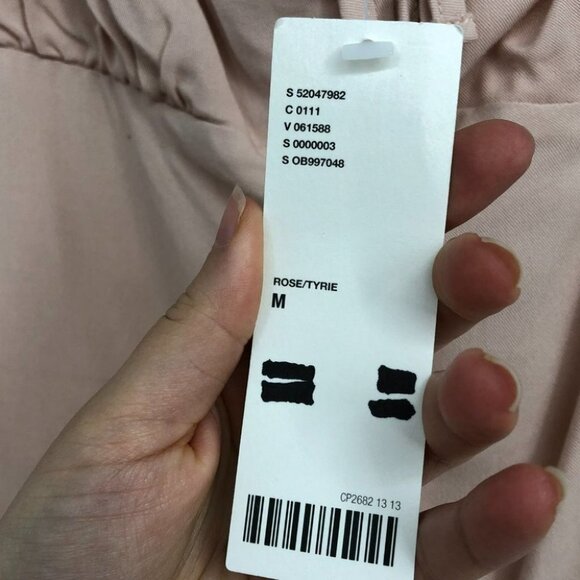 S 52047982
C 0111
V 061588
S 0000003
S OB997048
ROSE/TYRIE
M
CP2682 13 13